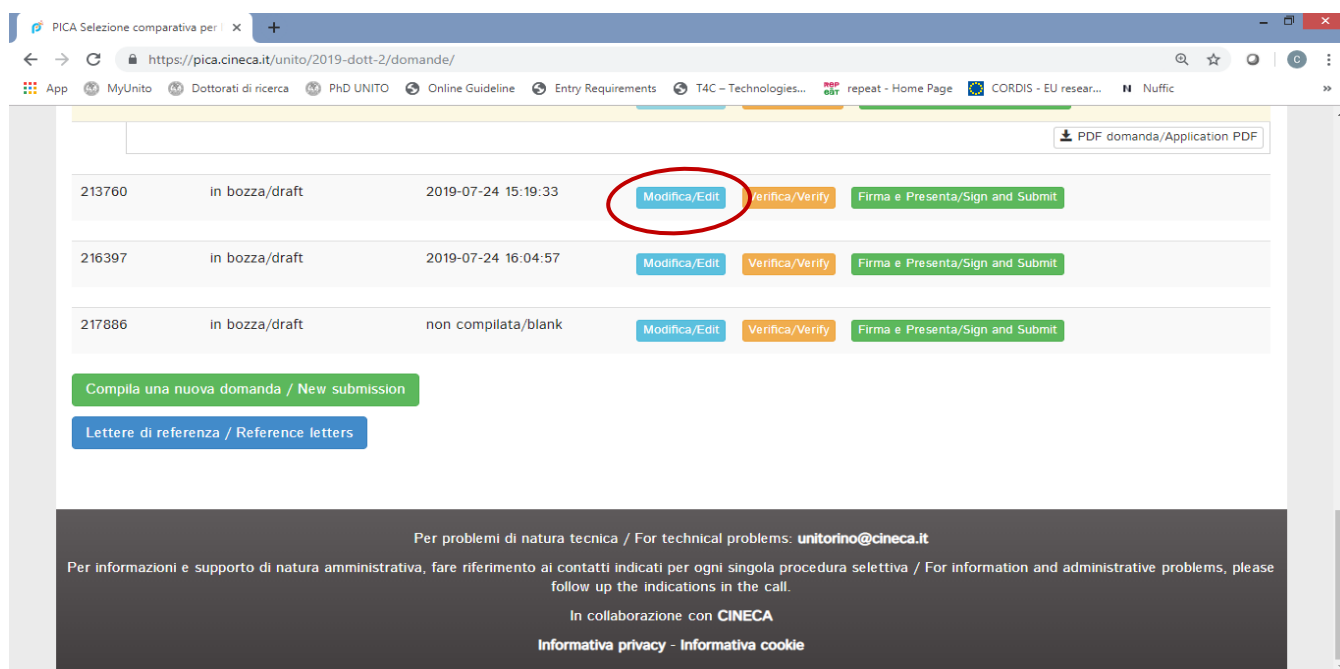 PICA Selezione comparativa per
https://pica.cineca.it/unito/2019-dott-2/domande/
App MyUnito Dottorati di ricerca PhD UNITO Online Guideline Entry Requirements T4C – Technologies... repeat - Home Page CORDIS - EU resear... Nuffic »
PDF domanda/Application PDF
213760 in bozza/draft 2019-07-24 15:19:33 Modifica/Edit Verifica/Verify Firma e Presenta/Sign and Submit
216397 in bozza/draft 2019-07-24 16:04:57 Modifica/Edit Verifica/Verify Firma e Presenta/Sign and Submit
217886 in bozza/draft non compilata/blank Modifica/Edit Verifica/Verify Firma e Presenta/Sign and Submit
Compila una nuova domanda / New submission
Lettere di referenza / Reference letters
Per problemi di natura tecnica / For technical problems: unitorino@cineca.it
Per informazioni e supporto di natura amministrativa, fare riferimento ai contatti indicati per ogni singola procedura selettiva / For information and administrative problems, please
follow up the indications in the call.
In collaborazione con CINECA
Informativa privacy - Informativa cookie